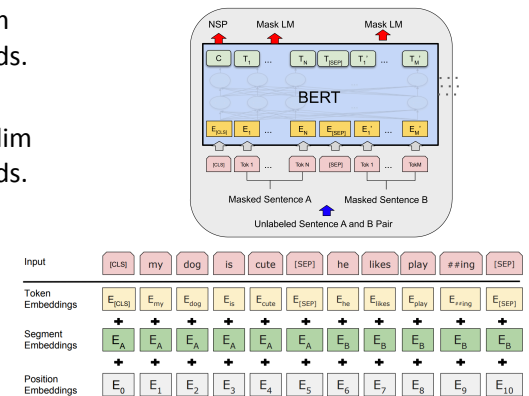 ds.
lim
ds.
NSP Mask LM Mask LM
C T1 ... TN T[SEP] T1' ... TM'
BERT
E[CLS] E1 ... EN E[SEP] E1' ... EM'
[CLS] Tok 1 ... Tok N [SEP] Tok 1 ... TokM
Masked Sentence A Masked Sentence B
Unlabeled Sentence A and B Pair
Input [CLS] my dog is cute [SEP] he likes play ##ing [SEP]
Token
Embeddings E[CLS] Emy Edog Eis Ecute E[SEP] Ehe Elikes Eplay E##ing E[SEP]
+ + + + + + + + + + +
Segment
Embeddings EA EA EA EA EA EA EB EB EB EB EB
+ + + + + + + + + + +
Position
Embeddings E0 E1 E2 E3 E4 E5 E6 E7 E8 E9 E10